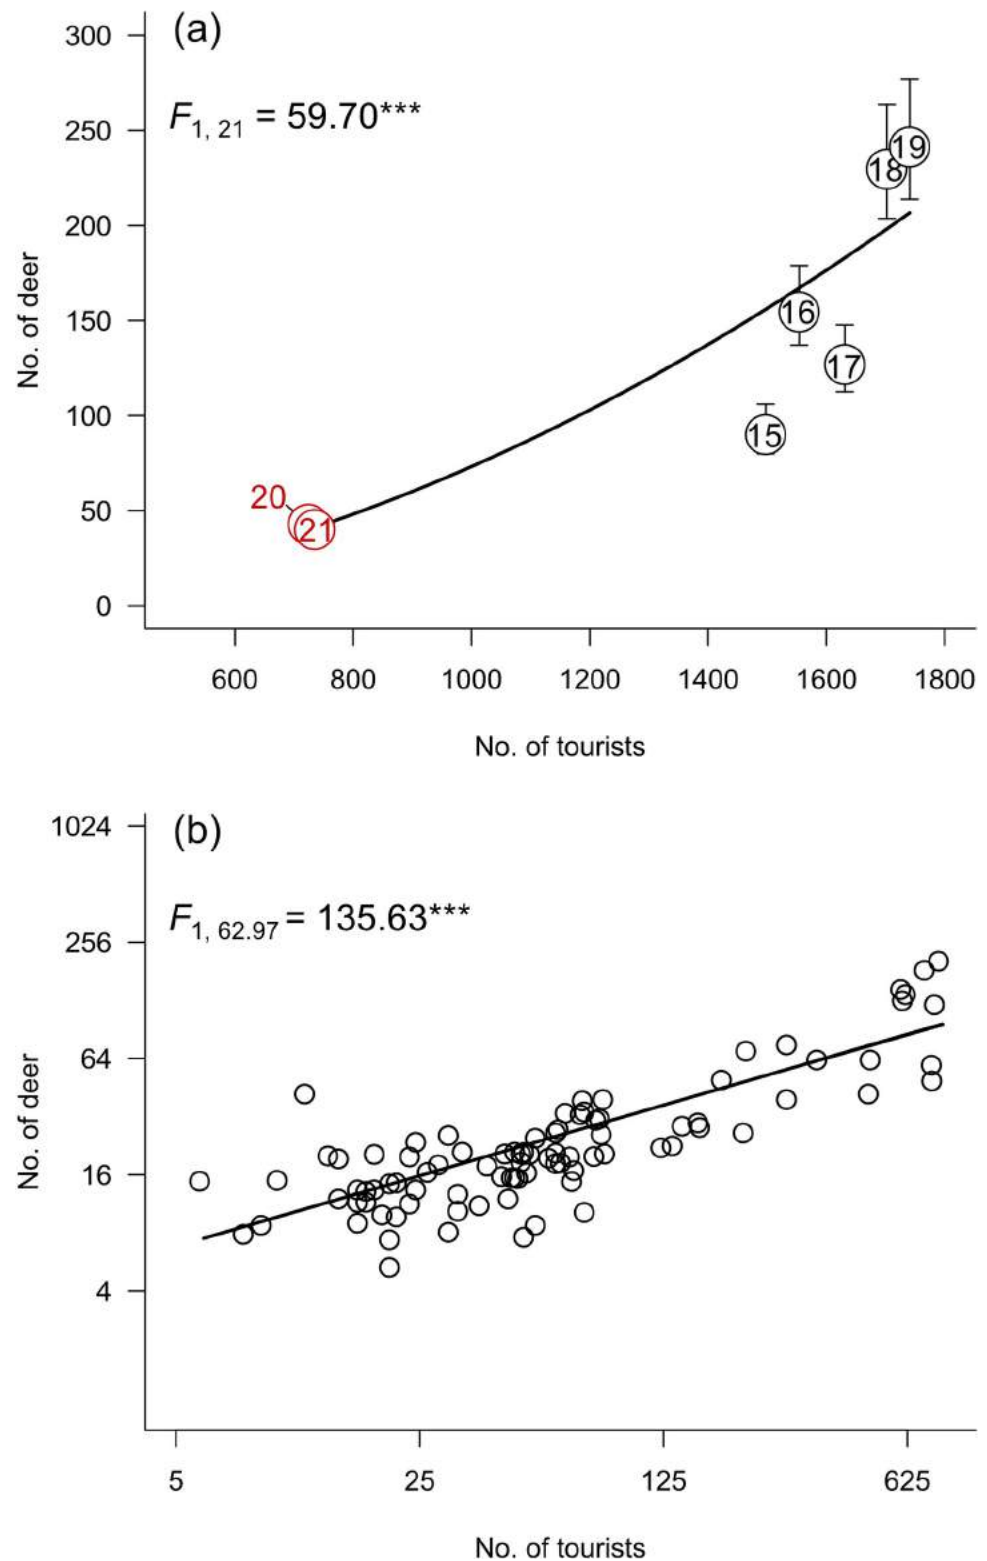 (a)
F1, 21 = 59.70***
300
250
200
150
100
50
0
No. of deer
20
21
15
16
17
18
19
600 800 1000 1200 1400 1600 1800
No. of tourists
(b)
F1, 62.97 = 135.63***
1024
256
64
16
4
No. of deer
5 25 125 625
No. of tourists